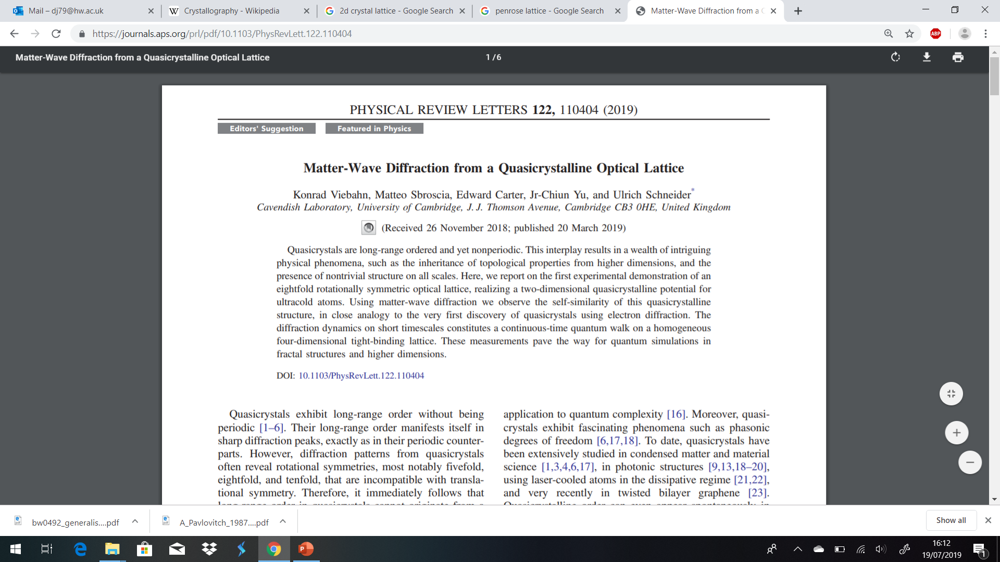 Mail – dj79@hw.ac.uk
Crystallography - Wikipedia
2d crystal lattice - Google Search
penrose lattice - Google Search
Matter-Wave Diffraction from a
https://journals.aps.org/prl/pdf/10.1103/PhysRevLett.122.110404
ABP
Matter-Wave Diffraction from a Quasicrystalline Optical Lattice
1 / 6
PHYSICAL REVIEW LETTERS 122, 110404 (2019)
Editors' Suggestion
Featured in Physics
Matter-Wave Diffraction from a Quasicrystalline Optical Lattice
Konrad Viebahn, Matteo Sbroscia, Edward Carter, Jr-Chiun Yu, and Ulrich Schneider*
Cavendish Laboratory, University of Cambridge, J. J. Thomson Avenue, Cambridge CB3 0HE, United Kingdom
(Received 26 November 2018; published 20 March 2019)
Quasicrystals are long-range ordered and yet nonperiodic. This interplay results in a wealth of intriguing
physical phenomena, such as the inheritance of topological properties from higher dimensions, and the
presence of nontrivial structure on all scales. Here, we report on the first experimental demonstration of an
eightfold rotationally symmetric optical lattice, realizing a two-dimensional quasicrystalline potential for
ultracold atoms. Using matter-wave diffraction we observe the self-similarity of this quasicrystalline
structure, in close analogy to the very first discovery of quasicrystals using electron diffraction. The
diffraction dynamics on short timescales constitutes a continuous-time quantum walk on a homogeneous
four-dimensional tight-binding lattice. These measurements pave the way for quantum simulations in
fractal structures and higher dimensions.
DOI: 10.1103/PhysRevLett.122.110404
Quasicrystals exhibit long-range order without being
periodic [1–6]. Their long-range order manifests itself in
sharp diffraction peaks, exactly as in their periodic counter-
parts. However, diffraction patterns from quasicrystals
often reveal rotational symmetries, most notably fivefold,
eightfold, and tenfold, that are incompatible with transla-
tional symmetry. Therefore, it immediately follows that
application to quantum complexity [16]. Moreover, quasi-
crystals exhibit fascinating phenomena such as phasonic
degrees of freedom [6,17,18]. To date, quasicrystals have
been extensively studied in condensed matter and material
science [1,3,4,6,17], in photonic structures [9,13,18–20],
using laser-cooled atoms in the dissipative regime [21,22],
and very recently in twisted bilayer graphene [23].
bw0492_generalis....pdf
A_Pavlovitch_1987....pdf
Show all
16:12
19/07/2019
1